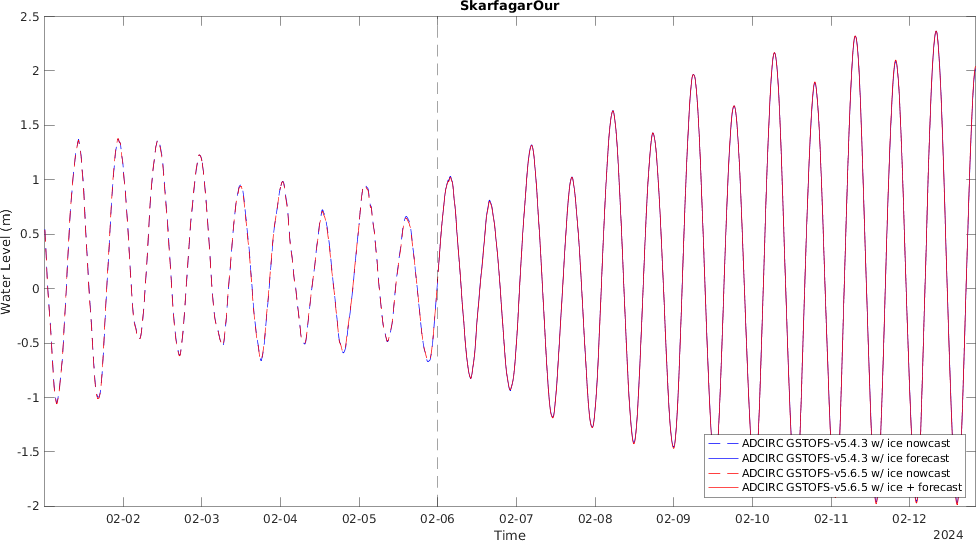 SkarfagarOur
2.5
2
1.5
1
0.5
0
-0.5
-1
-1.5
-2
Water Level (m)
ADCIRC GSTOFS-v5.4.3 w/ ice nowcast
ADCIRC GSTOFS-v5.4.3 w/ ice forecast
ADCIRC GSTOFS-v5.6.5 w/ ice nowcast
ADCIRC GSTOFS-v5.6.5 w/ ice + forecast
02-02 02-03 02-04 02-05 02-06 02-07 02-08 02-09 02-10 02-11 02-12
Time
2024